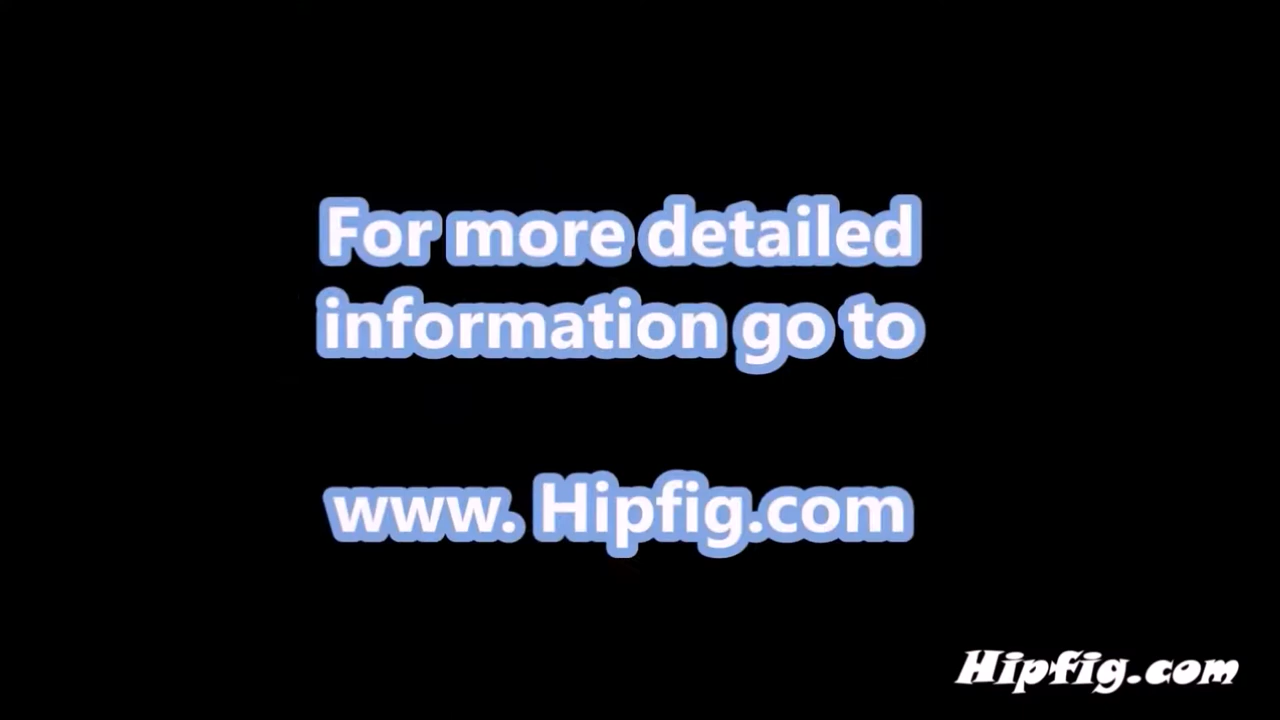 For more detailed
information go to
www. Hipfig.com
Hipfig.com